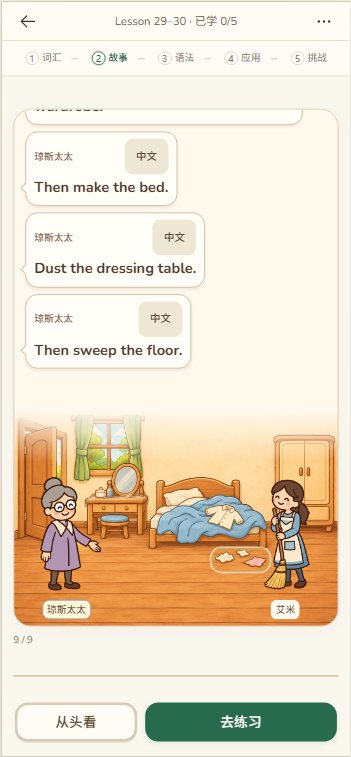 Lesson 29–30 · 已学 0/5
1 词汇 – 2 故事 – 3 语法 – 4 应用 – 5 挑战
wardrobe.
琼斯太太 中文
Then make the bed.
琼斯太太 中文
Dust the dressing table.
琼斯太太 中文
Then sweep the floor.
琼斯太太 艾米
9 / 9
从头看 去练习